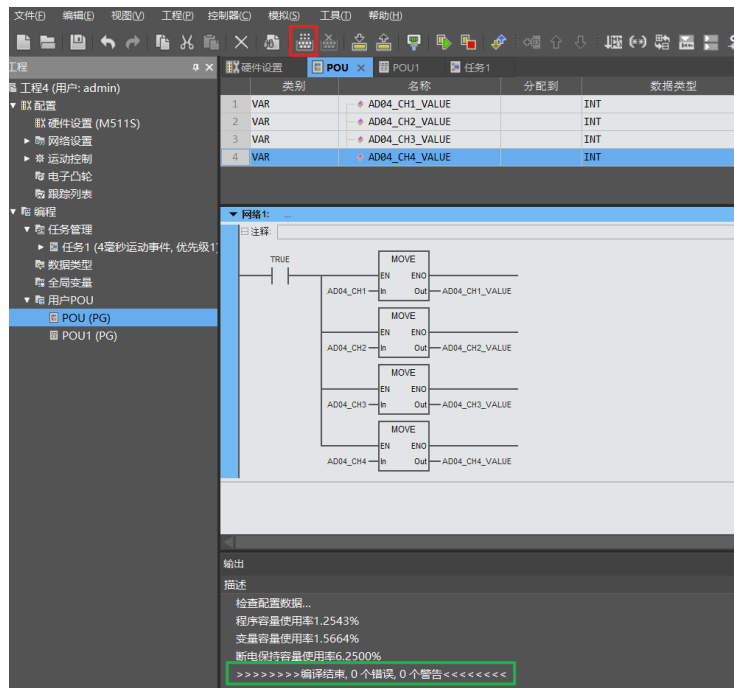 文件(F) 编辑(E) 视图(V) 工程(P) 控制器(C) 模拟(S) 工具(T) 帮助(H)
工程
工程4 (用户: admin)
配置
硬件设置 (M511S)
网络设置
运动控制
电子凸轮
跟踪列表
编程
任务管理
任务1 (4毫秒运动事件, 优先级1
数据类型
全局变量
用户POU
POU (PG)
POU1 (PG)
硬件设置 POU POU1 任务1
类别 名称 分配到 数据类型
1 VAR AD04_CH1_VALUE INT
2 VAR AD04_CH2_VALUE INT
3 VAR AD04_CH3_VALUE INT
4 VAR AD04_CH4_VALUE INT
网络1: ...
注释:
TRUE MOVE
EN ENO
AD04_CH1 In Out AD04_CH1_VALUE
MOVE
EN ENO
AD04_CH2 In Out AD04_CH2_VALUE
MOVE
EN ENO
AD04_CH3 In Out AD04_CH3_VALUE
MOVE
EN ENO
AD04_CH4 In Out AD04_CH4_VALUE
输出
描述
检查配置数据...
程序容量使用率1.2543%
变量容量使用率1.5664%
断电保持容量使用率6.2500%
>>>>>>>>编译结束, 0 个错误, 0 个警告<<<<<<<<